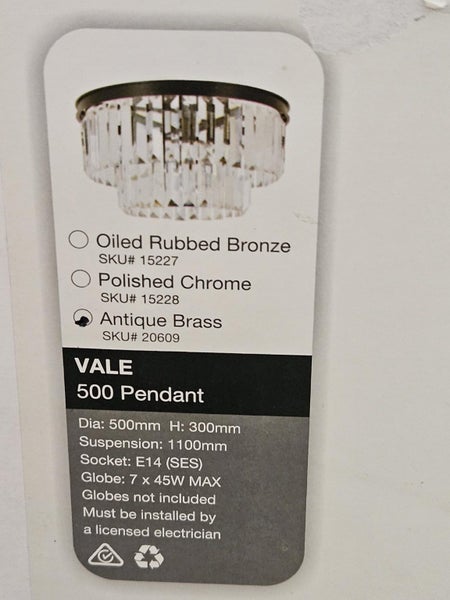 Oiled Rubbed Bronze
SKU# 15227
Polished Chrome
SKU# 15228
Antique Brass
SKU# 20609
VALE
500 Pendant
Dia: 500mm H: 300mm
Suspension: 1100mm
Socket: E14 (SES)
Globe: 7 x 45W MAX
Globes not included
Must be installed by
a licensed electrician